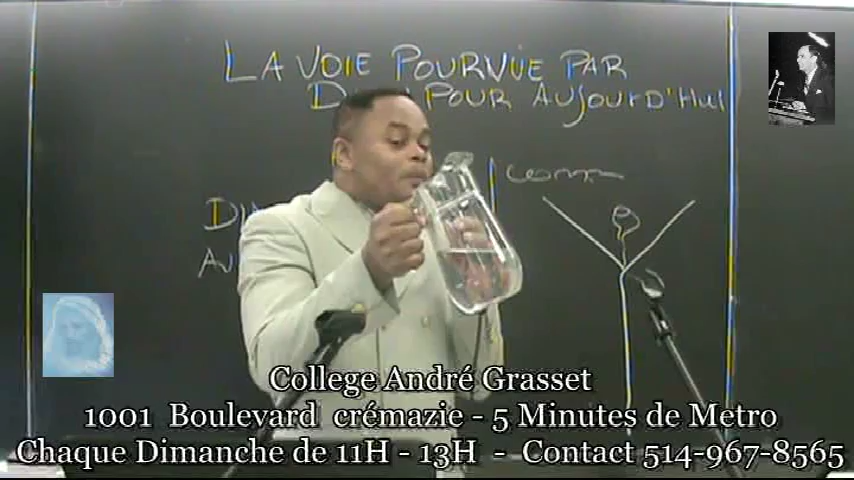 LA VOIE POURVUE PAR
D POUR AUJOURD'HUI
College André Grasset
1001 Boulevard crémazie - 5 Minutes de Metro
Chaque Dimanche de 11H - 13H - Contact 514-967-8565